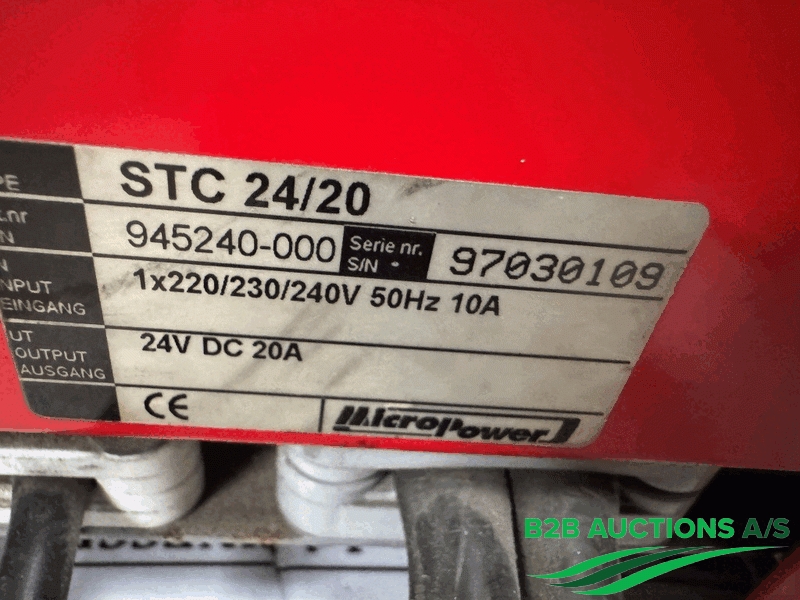 PE STC 24/20
.nr 945240-000 Serie nr. 97030109
N S/N
N 1x220/230/240V 50Hz 10A
NPUT
EINGANG
UT 24V DC 20A
OUTPUT
AUSGANG
CE MicroPower
B2B AUCTIONS A/S